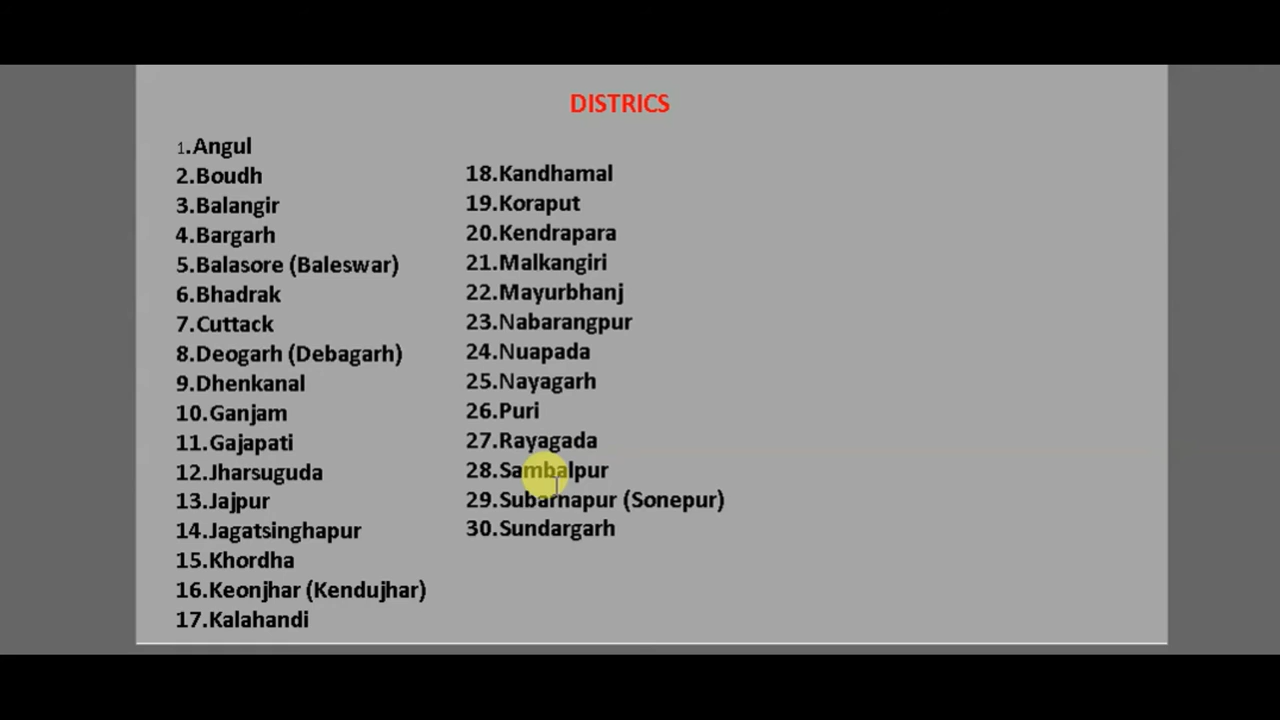 DISTRICS
1.Angul
2.Boudh
3.Balangir
4.Bargarh
5.Balasore (Baleswar)
6.Bhadrak
7.Cuttack
8.Deogarh (Debagarh)
9.Dhenkanal
10.Ganjam
11.Gajapati
12.Jharsuguda
13.Jajpur
14.Jagatsinghapur
15.Khordha
16.Keonjhar (Kendujhar)
17.Kalahandi
18.Kandhamal
19.Koraput
20.Kendrapara
21.Malkangiri
22.Mayurbhanj
23.Nabarangpur
24.Nuapada
25.Nayagarh
26.Puri
27.Rayagada
28.Sambalpur
29.Subarnapur (Sonepur)
30.Sundargarh